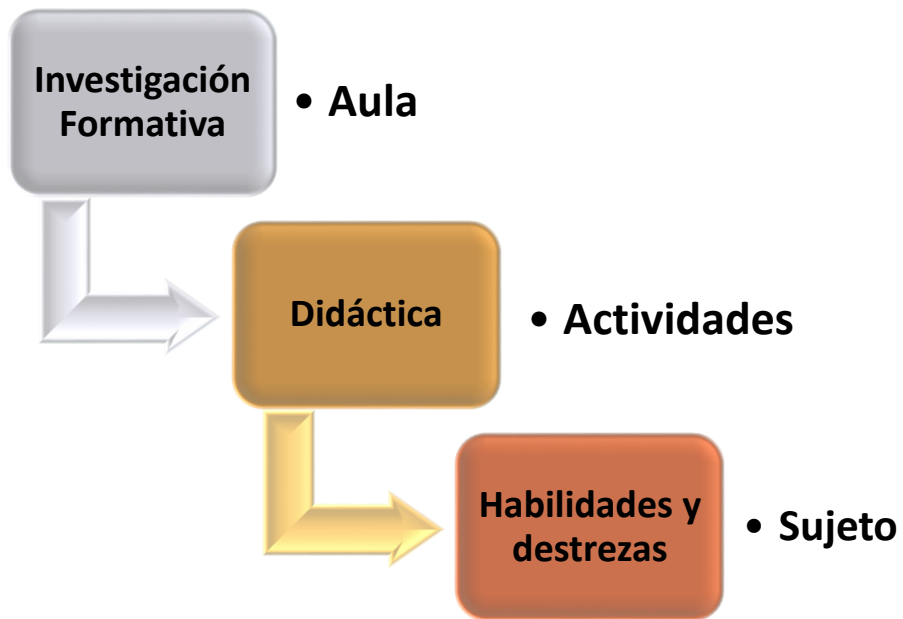 Investigación
Formativa
• Aula
Didáctica
• Actividades
Habilidades y
destrezas
• Sujeto